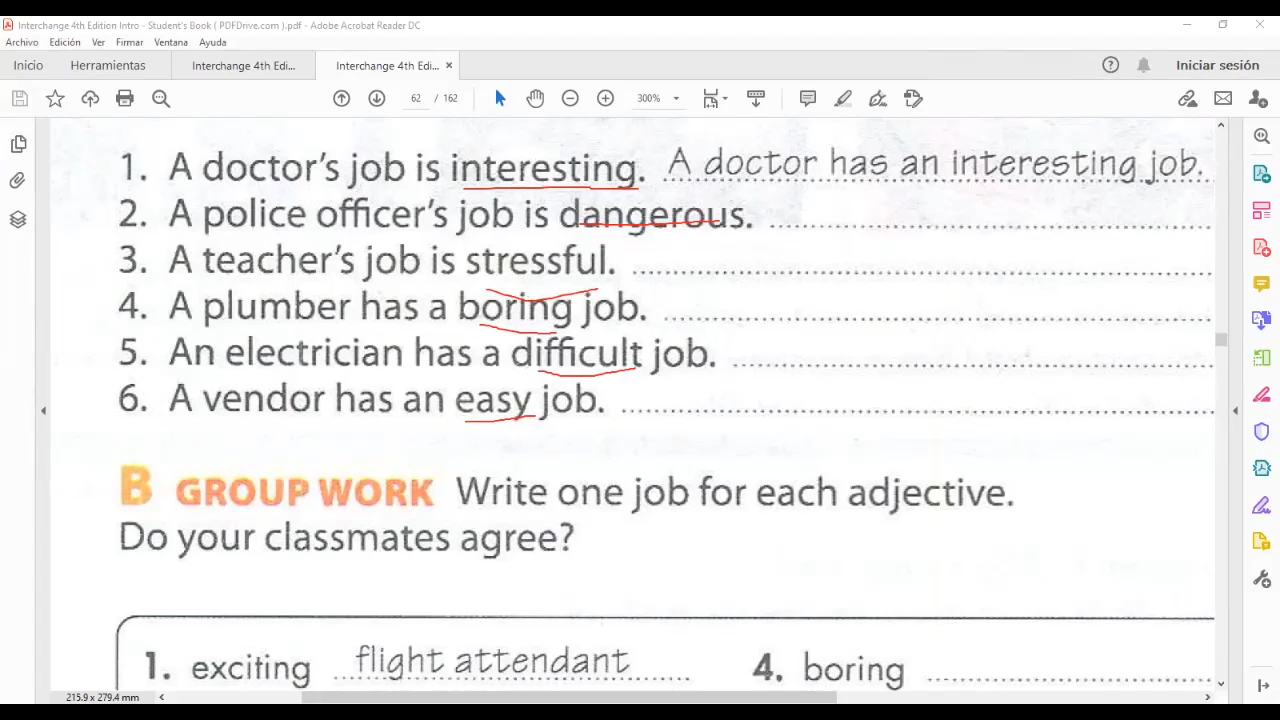 Interchange 4th Edition Intro - Student's Book ( PDFDrive.com ).pdf - Adobe Acrobat Reader DC
Archivo Edición Ver Firmar Ventana Ayuda
Inicio Herramientas Interchange 4th Edi... Interchange 4th Edi... × Iniciar sesión
62 / 162 300%
1. A doctor's job is interesting. A doctor has an interesting job.
2. A police officer's job is dangerous.
3. A teacher's job is stressful.
4. A plumber has a boring job.
5. An electrician has a difficult job.
6. A vendor has an easy job.
B GROUP WORK Write one job for each adjective.
Do your classmates agree?
1. exciting flight attendant 4. boring
215.9 x 279.4 mm